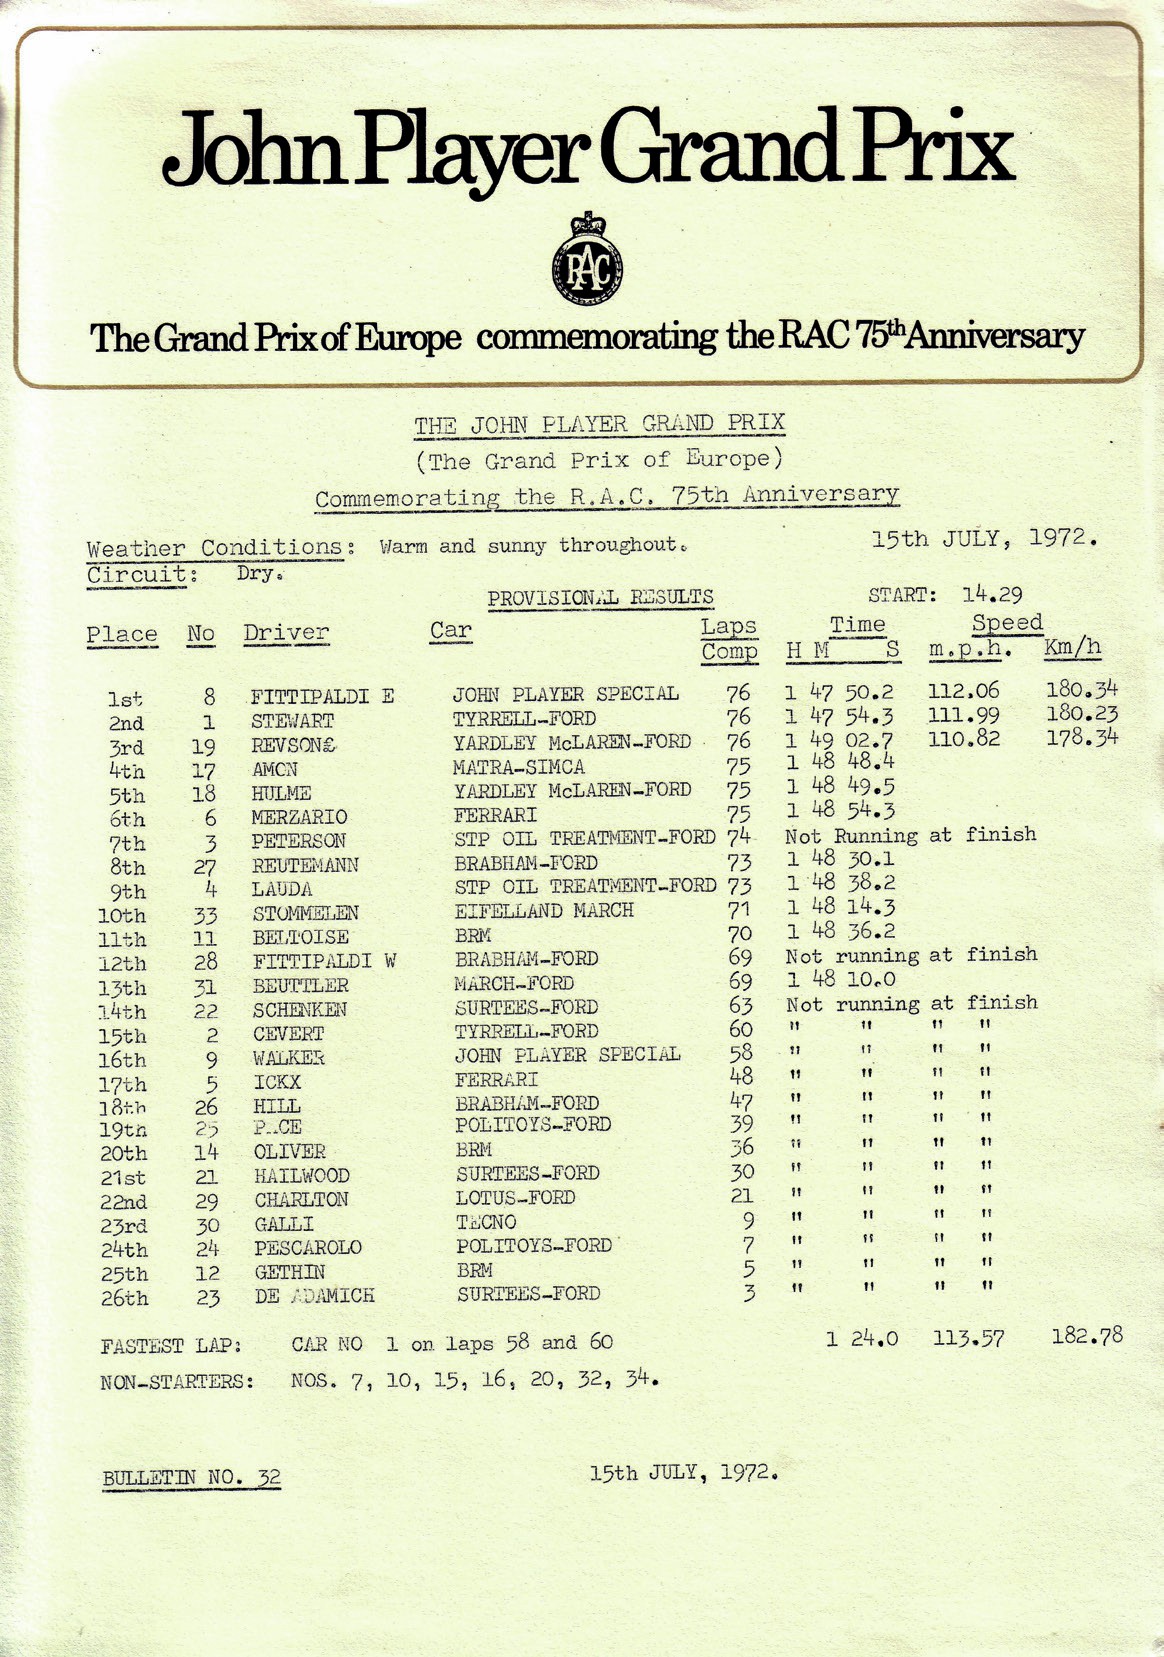 John Player Grand Prix
RAC
The Grand Prix of Europe commemorating the RAC 75th Anniversary
THE JOHN PLAYER GRAND PRIX
(The Grand Prix of Europe)
Commemorating the R.A.C. 75th Anniversary
Weather Conditions: Warm and sunny throughout. 15th JULY, 1972.
Circuit: Dry.
PROVISIONAL RESULTS START: 14.29
Place No Driver Car Laps Comp Time H M S Speed m.p.h. Km/h
1st 8 FITTIPALDI E JOHN PLAYER SPECIAL 76 1 47 50.2 112.06 180.34
2nd 1 STEWART TYRRELL-FORD 76 1 47 54.3 111.99 180.23
3rd 19 REVSON£ YARDLEY McLAREN-FORD 76 1 49 02.7 110.82 178.34
4th 17 AMON MATRA-SIMCA 75 1 48 48.4
5th 18 HULME YARDLEY McLAREN-FORD 75 1 48 49.5
6th 6 MERZARIO FERRARI 75 1 48 54.3
7th 3 PETERSON STP OIL TREATMENT-FORD 74 Not Running at finish
8th 27 REUTEMANN BRABHAM-FORD 73 1 48 30.1
9th 4 LAUDA STP OIL TREATMENT-FORD 73 1 48 38.2
10th 33 STOMMELEN EIFELLAND MARCH 71 1 48 14.3
11th 11 BELTOISE BRM 70 1 48 36.2
12th 28 FITTIPALDI W BRABHAM-FORD 69 Not running at finish
13th 31 BEUTTLER MARCH-FORD 69 1 48 10.0
14th 22 SCHENKEN SURTEES-FORD 63 Not running at finish
15th 2 CEVERT TYRRELL-FORD 60 " " " "
16th 9 WALKER JOHN PLAYER SPECIAL 58 " " " "
17th 5 ICKX FERRARI 48 " " " "
18th 26 HILL BRABHAM-FORD 47 " " " "
19th 25 PACE POLITOYS-FORD 39 " " " "
20th 14 OLIVER BRM 36 " " " "
21st 21 HAILWOOD SURTEES-FORD 30 " " " "
22nd 29 CHARLTON LOTUS-FORD 21 " " " "
23rd 30 GALLI TECNO 9 " " " "
24th 24 PESCAROLO POLITOYS-FORD 7 " " " "
25th 12 GETHIN BRM 5 " " " "
26th 23 DE ADAMICH SURTEES-FORD 3 " " " "
FASTEST LAP: CAR NO 1 on laps 58 and 60 1 24.0 113.57 182.78
NON-STARTERS: NOS. 7, 10, 15, 16, 20, 32, 34.
BULLETIN NO. 32 15th JULY, 1972.